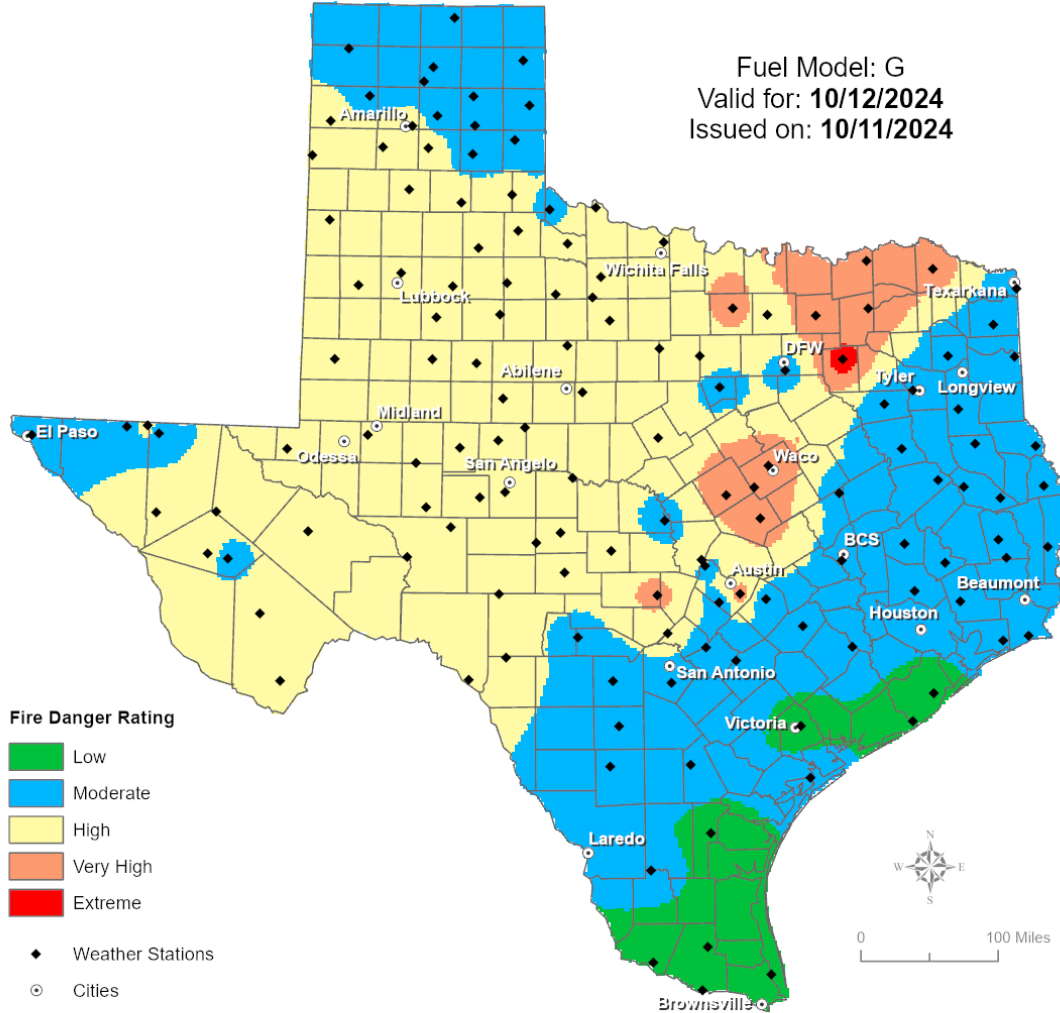 Fuel Model: G
Valid for: 10/12/2024
Issued on: 10/11/2024
Amarillo
Wichita Falls
Lubbock
Texarkana
DFW
Abilene
Tyler
Longview
Midland
El Paso
Odessa
San Angelo
Waco
BCS
Austin
Beaumont
Houston
San Antonio
Victoria
Laredo
Brownsville
Fire Danger Rating
Low
Moderate
High
Very High
Extreme
Weather Stations
Cities
N
W E
S
0 100 Miles